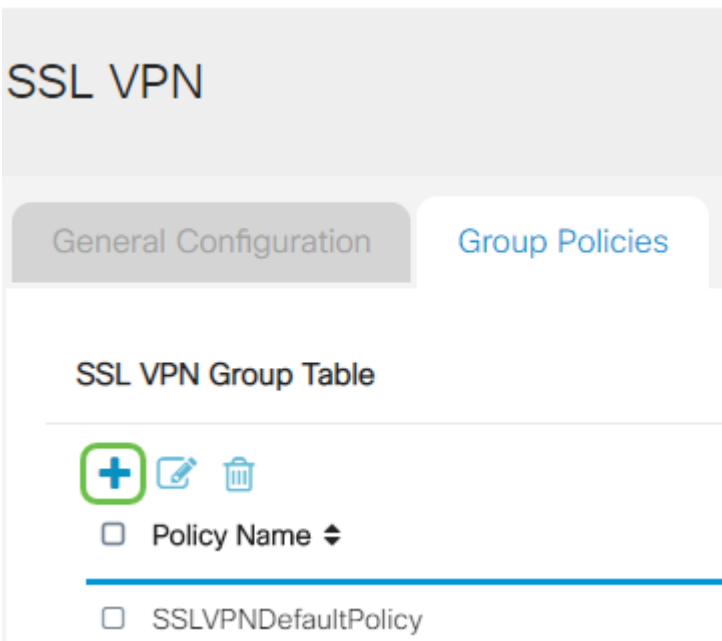 SSL VPN
General Configuration
Group Policies
SSL VPN Group Table
Policy Name
SSLVPNDefaultPolicy